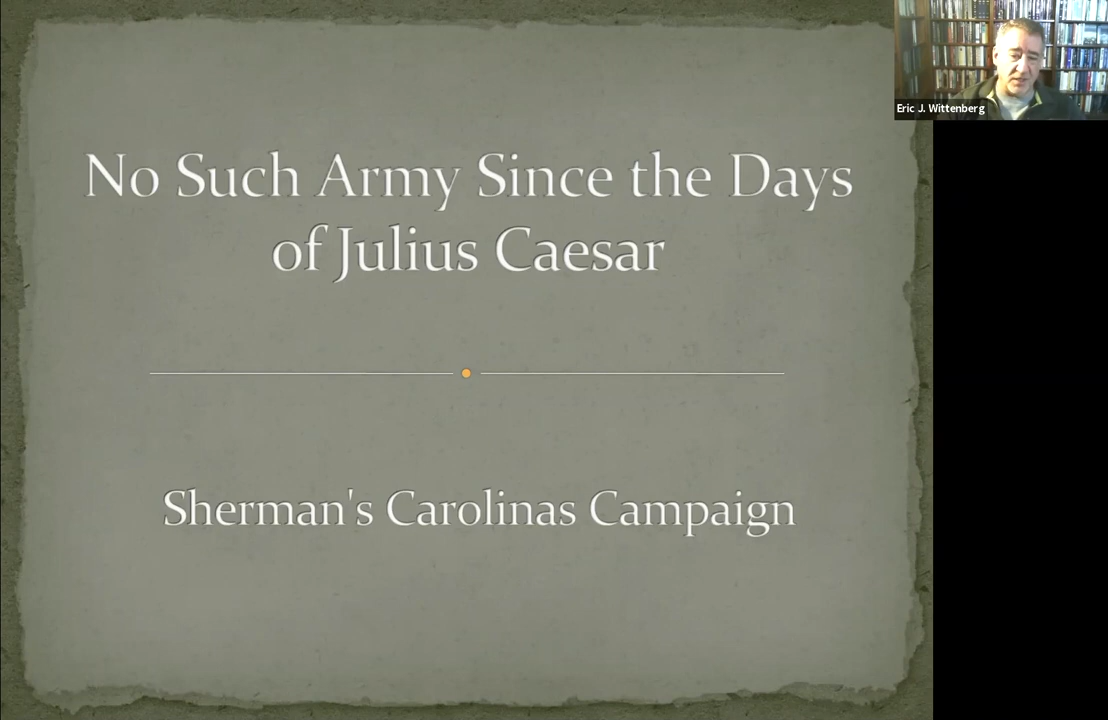 No Such Army Since the Days
of Julius Caesar
Sherman's Carolinas Campaign
Eric J. Wittenberg